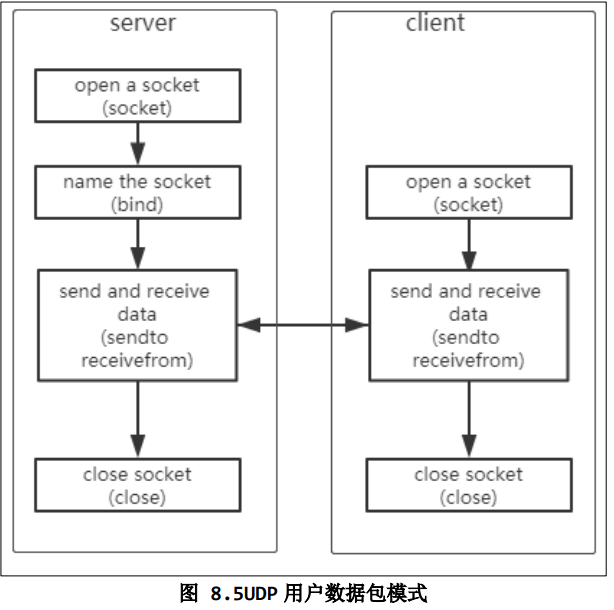 server
open a socket
(socket)
name the socket
(bind)
send and receive
data
(sendto
receivefrom)
close socket
(close)
client
open a socket
(socket)
send and receive
data
(sendto
receivefrom)
close socket
(close)
图 8.5UDP 用户数据包模式